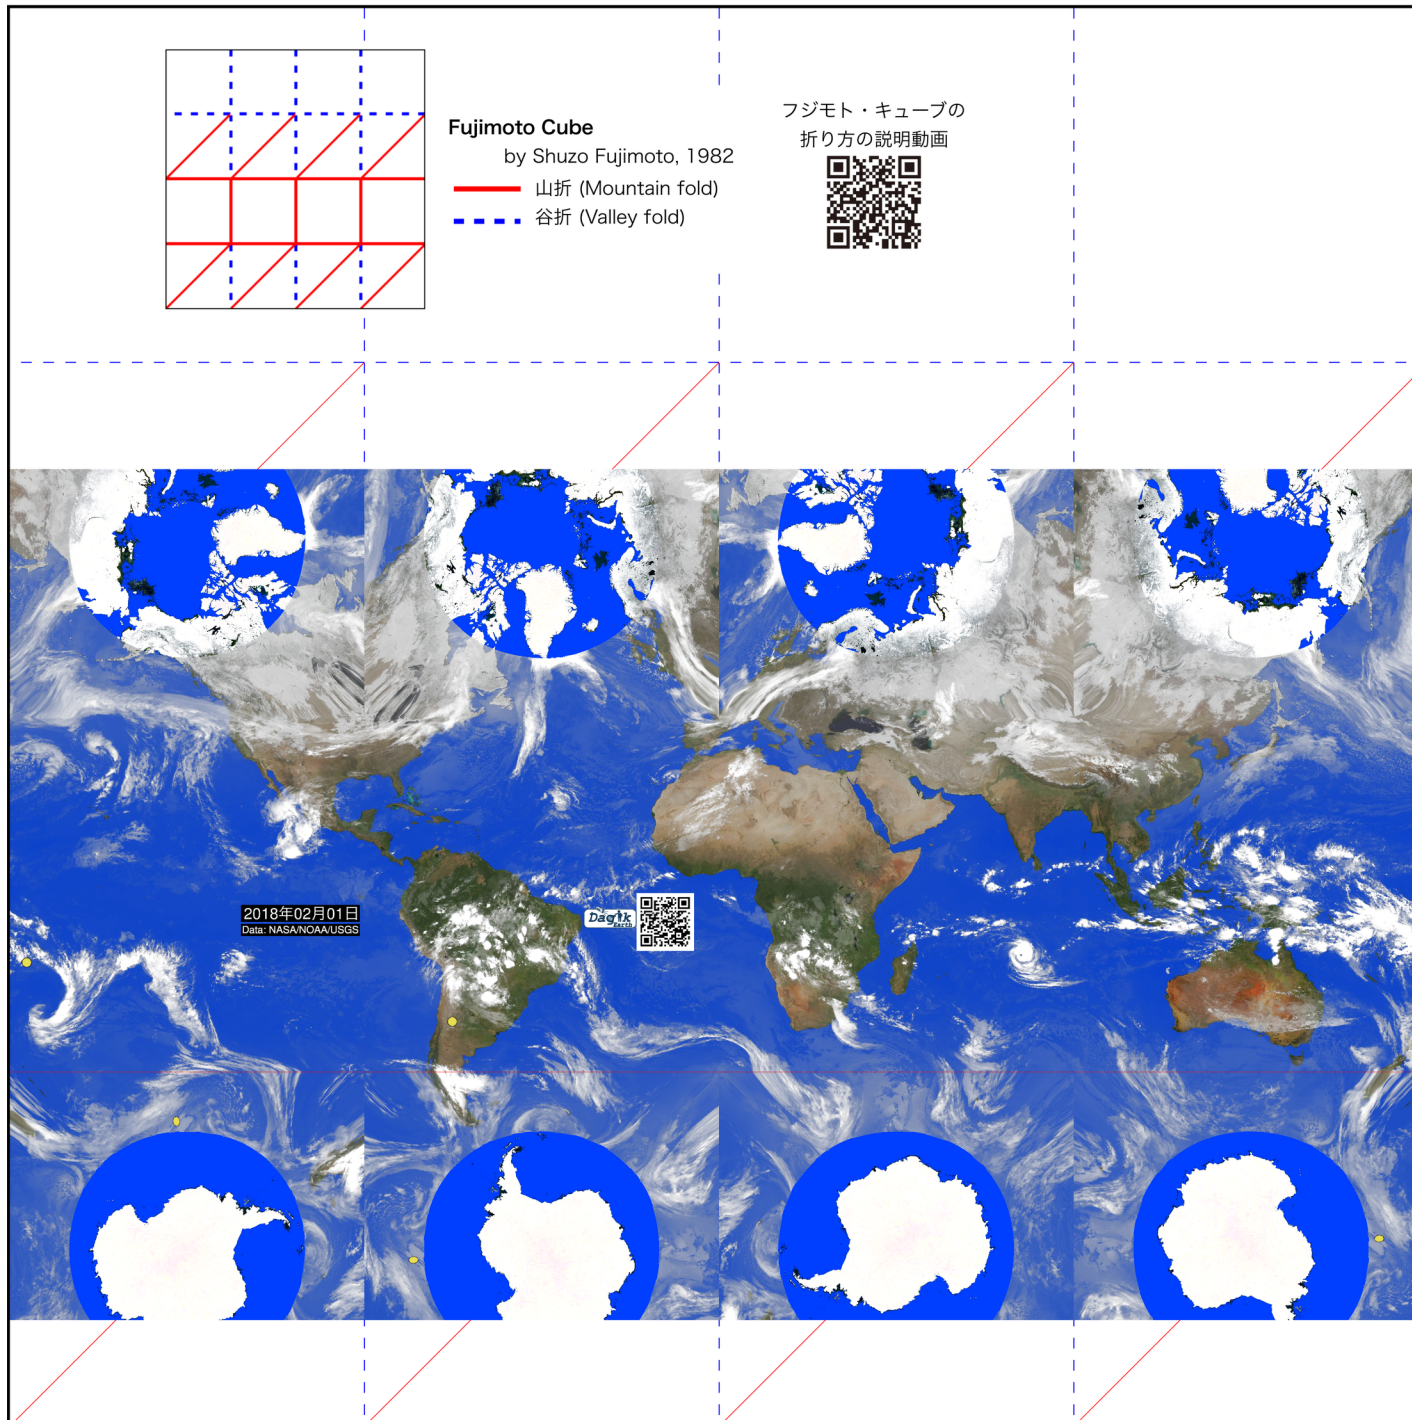 Fujimoto Cube
by Shuzo Fujimoto, 1982
山折 (Mountain fold)
谷折 (Valley fold)
フジモト・キューブの
折り方の説明動画
2018年02月01日
Data: NASA/NOAA/USGS
Dagik
Earth